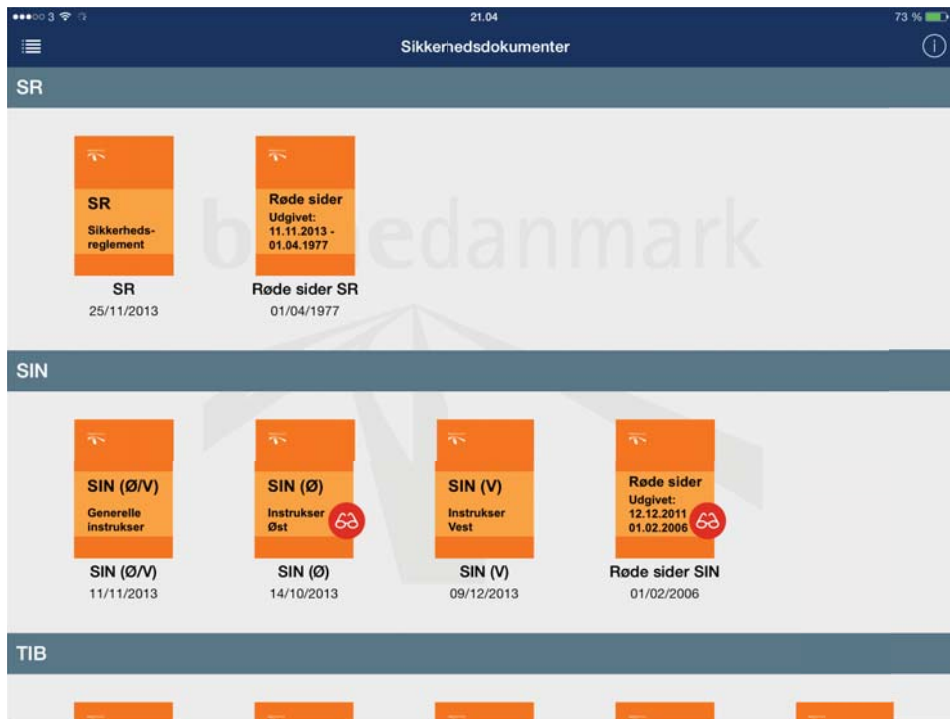 3 21.04 73 %
Sikkerhedsdokumenter
SR
SR
Sikkerheds-
reglement
Røde sider
Udgivet:
11.11.2013 -
01.04.1977
banedanmark
SR
25/11/2013
Røde sider SR
01/04/1977
SIN
SIN (Ø/V)
Generelle
instrukser
SIN (Ø)
Instrukser
Øst
SIN (V)
Instrukser
Vest
Røde sider
Udgivet:
12.12.2011
01.02.2006
SIN (Ø/V)
11/11/2013
SIN (Ø)
14/10/2013
SIN (V)
09/12/2013
Røde sider SIN
01/02/2006
TIB